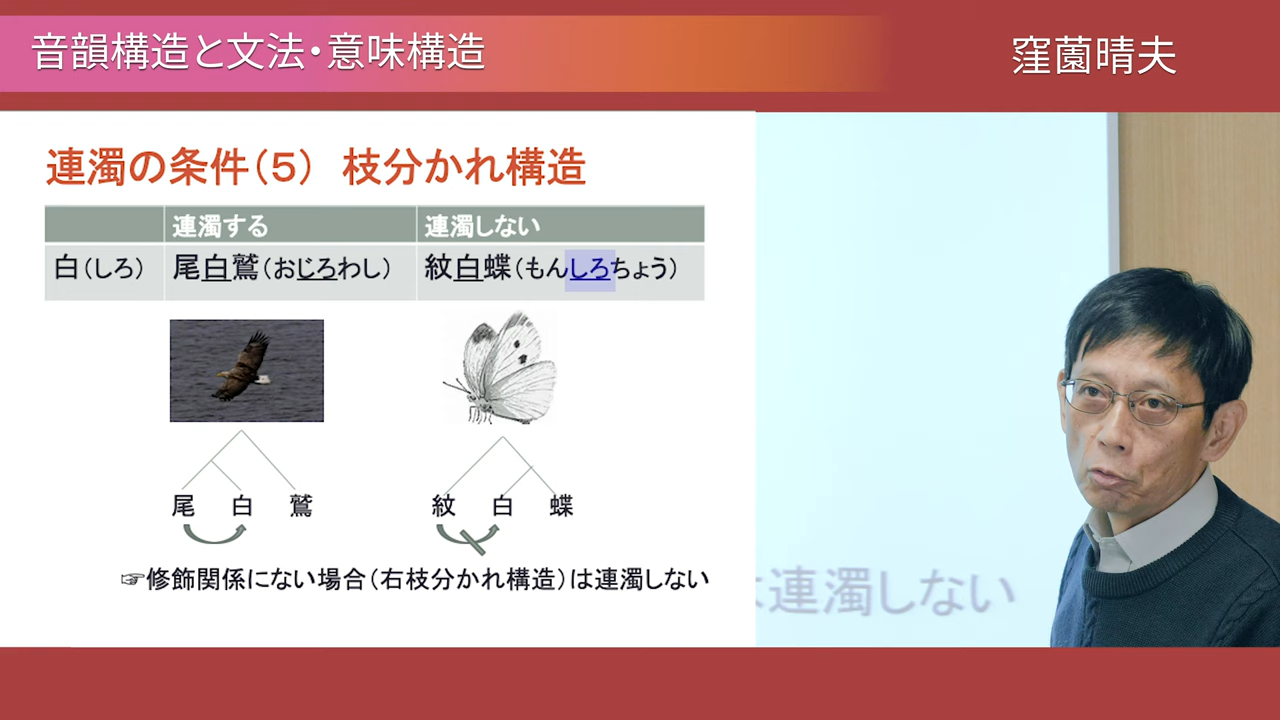 音韻構造と文法・意味構造
窪薗晴夫
連濁の条件（５） 枝分かれ構造
連濁する 連濁しない
白（しろ） 尾白鷲（おじろわし） 紋白蝶（もんしろちょう）
尾 白 鷲 紋 白 蝶
☞修飾関係にない場合（右枝分かれ構造）は連濁しない
は連濁しない